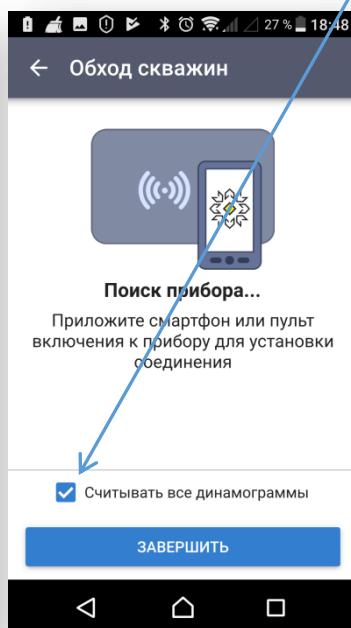 27 % 18:48
Обход скважин
Поиск прибора...
Приложите смартфон или пульт
включения к прибору для установки
соединения
Считывать все динамограммы
ЗАВЕРШИТЬ